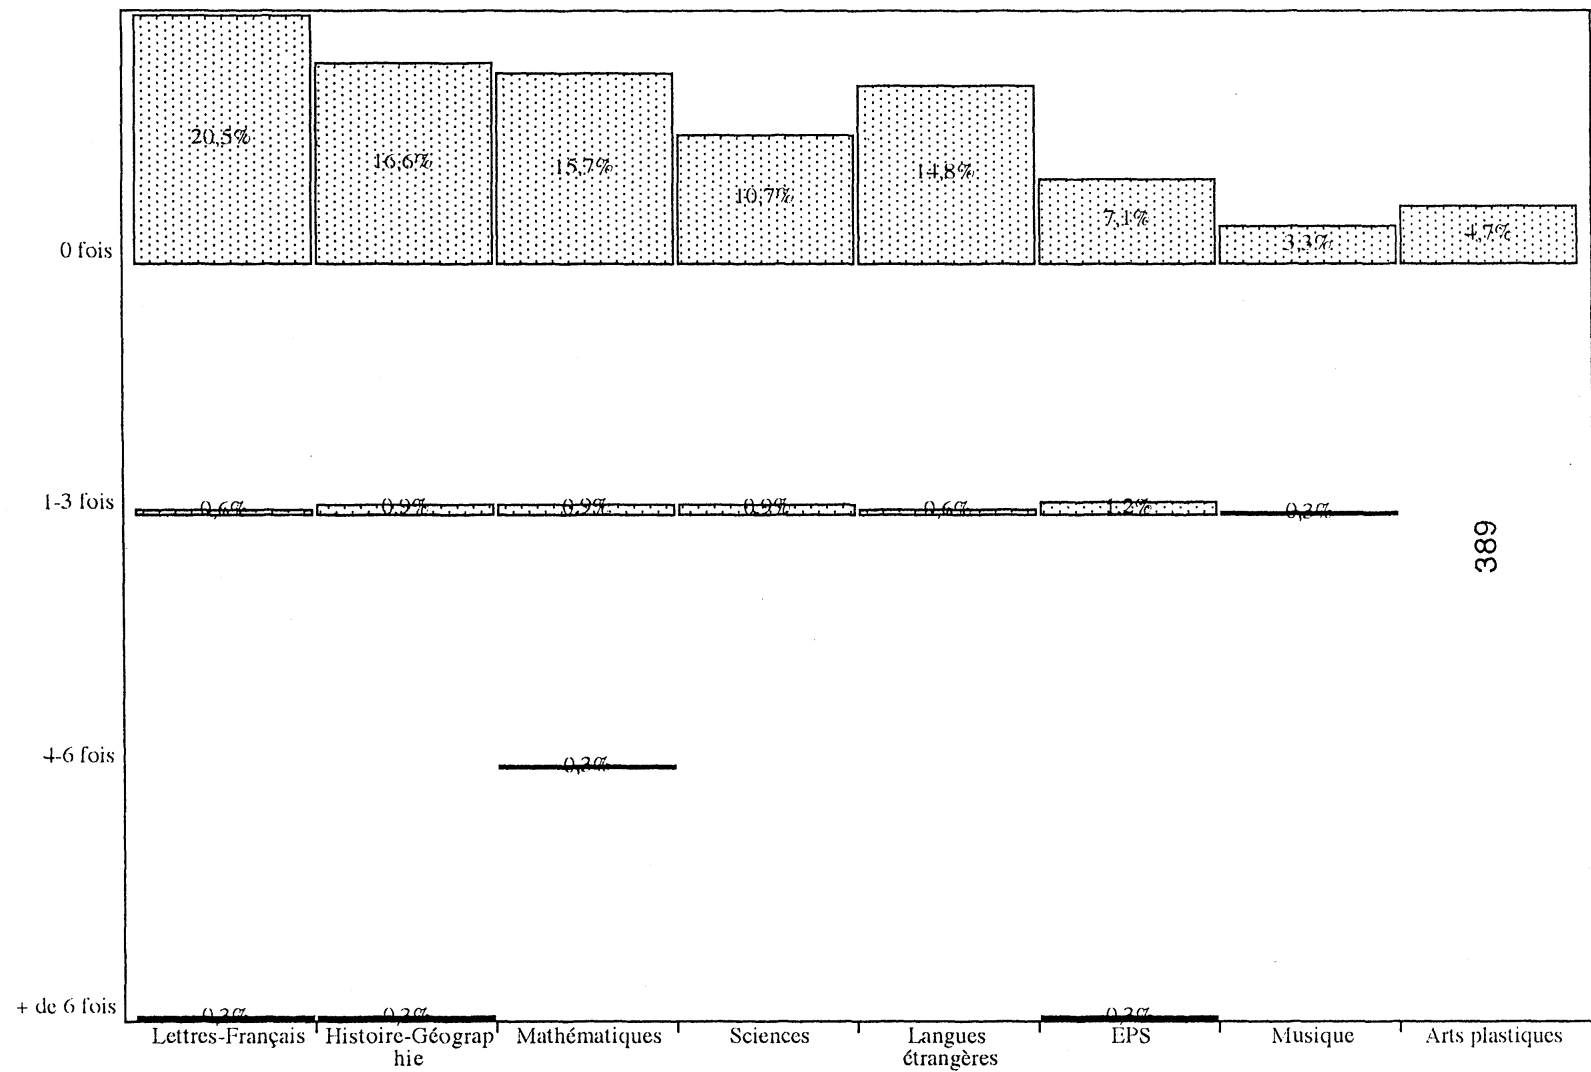 20,5%
16,6%
15,7%
10,7%
14,8%
7,1%
3,3%
4,7%
0 fois
1-3 fois
0,6%
0,9%
0,9%
0,9%
0,6%
1,2%
0,3%
389
4-6 fois
0,3%
+ de 6 fois
0,3%
0,3%
0,3%
Lettres-Français
Histoire-Géograp
hie
Mathématiques
Sciences
Langues
étrangères
EPS
Musique
Arts plastiques